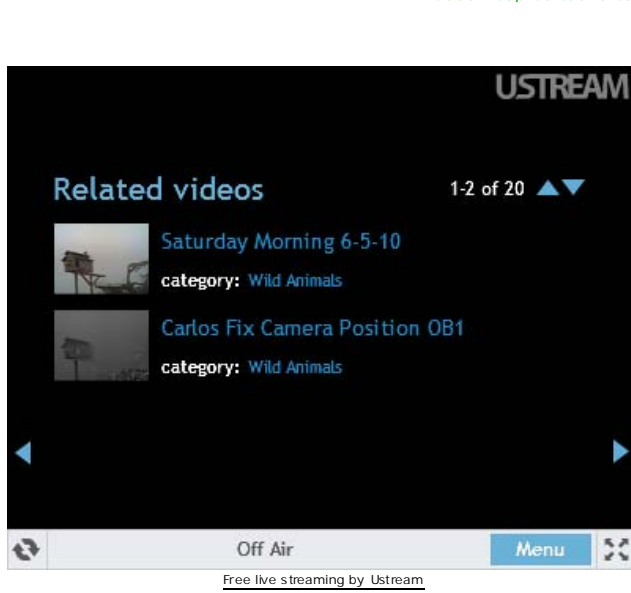 USTREAM
Related videos
1-2 of 20
Saturday Morning 6-5-10
category: Wild Animals
Carlos Fix Camera Position OB1
category: Wild Animals
Off Air
Menu
Free live streaming by Ustream